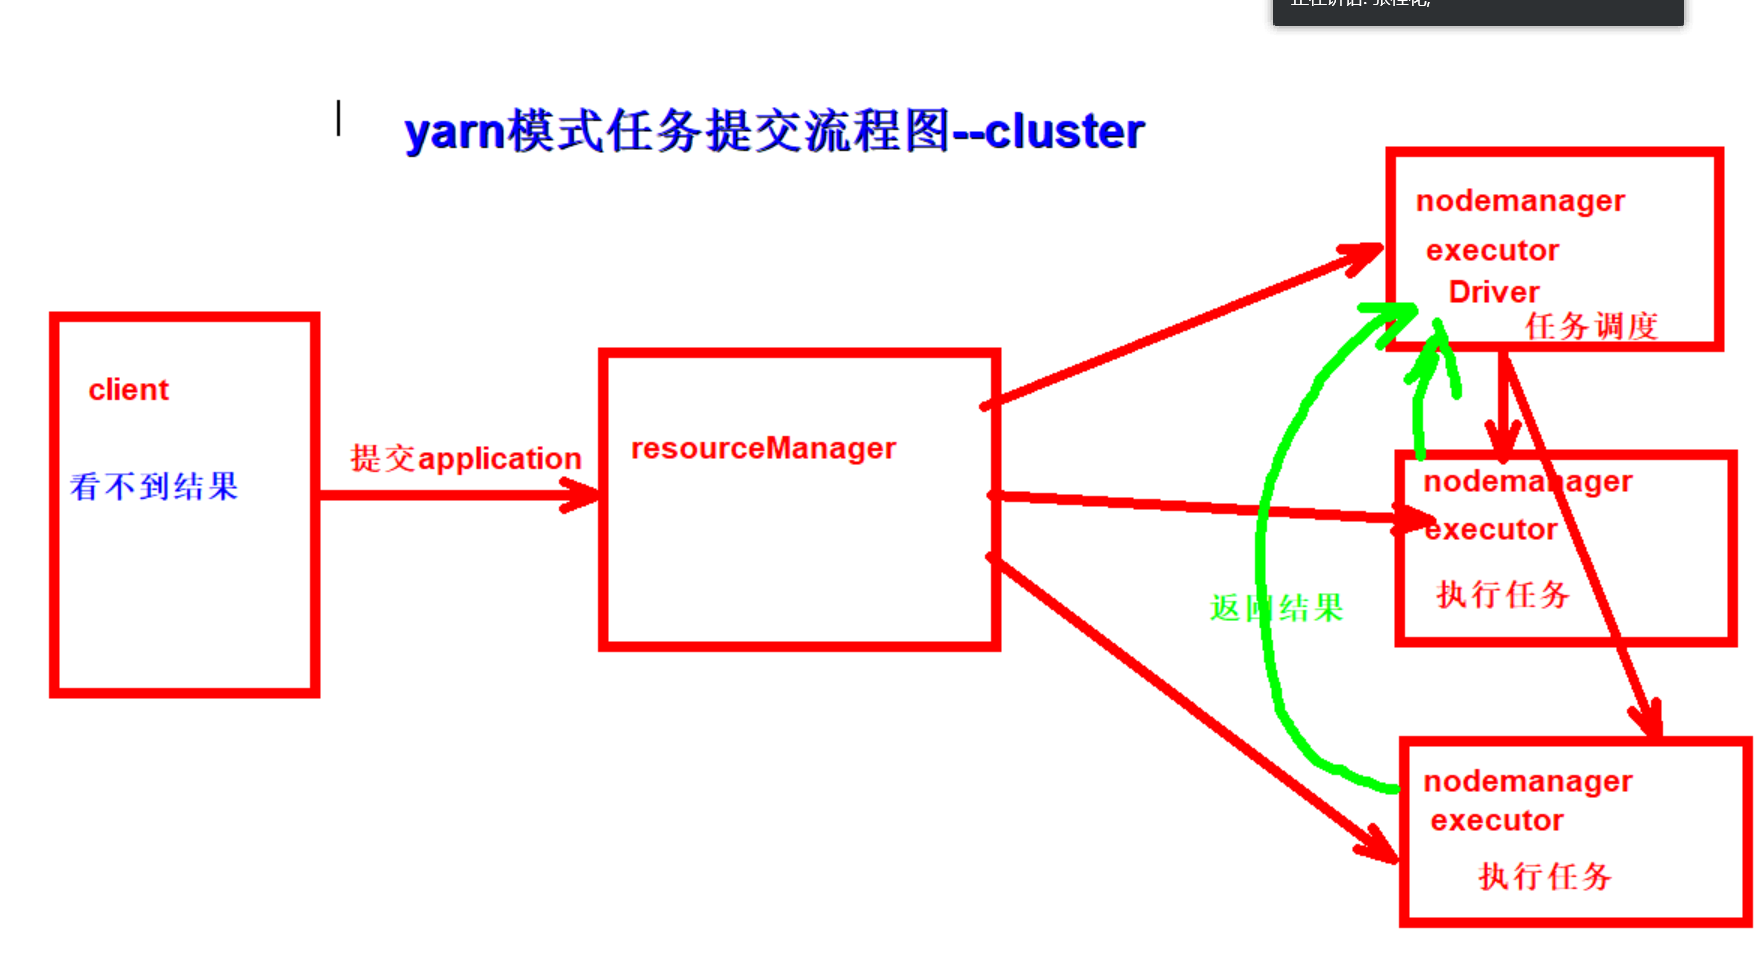 yarn模式任务提交流程图--cluster
client
看不到结果
提交application
resourceManager
nodemanager
executor
Driver
任务调度
nodemanager
executor
执行任务
返回结果
nodemanager
executor
执行任务